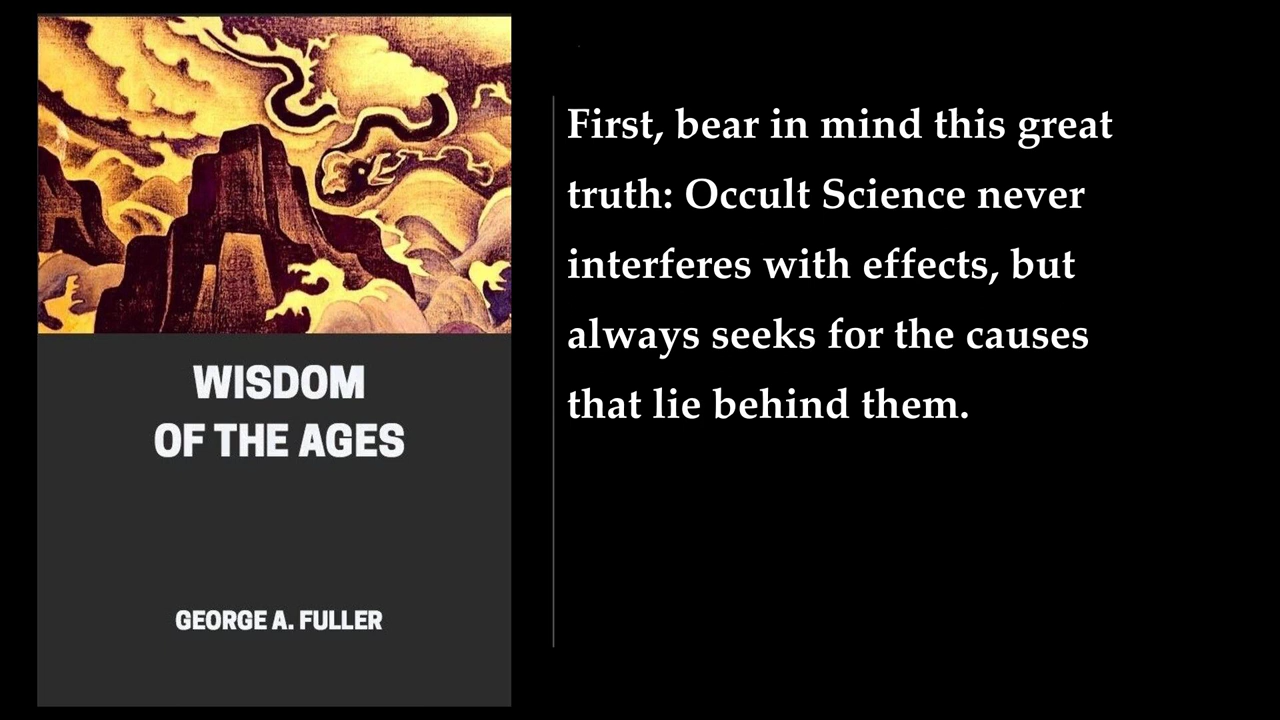 WISDOM
OF THE AGES
GEORGE A. FULLER
First, bear in mind this great
truth: Occult Science never
interferes with effects, but
always seeks for the causes
that lie behind them.